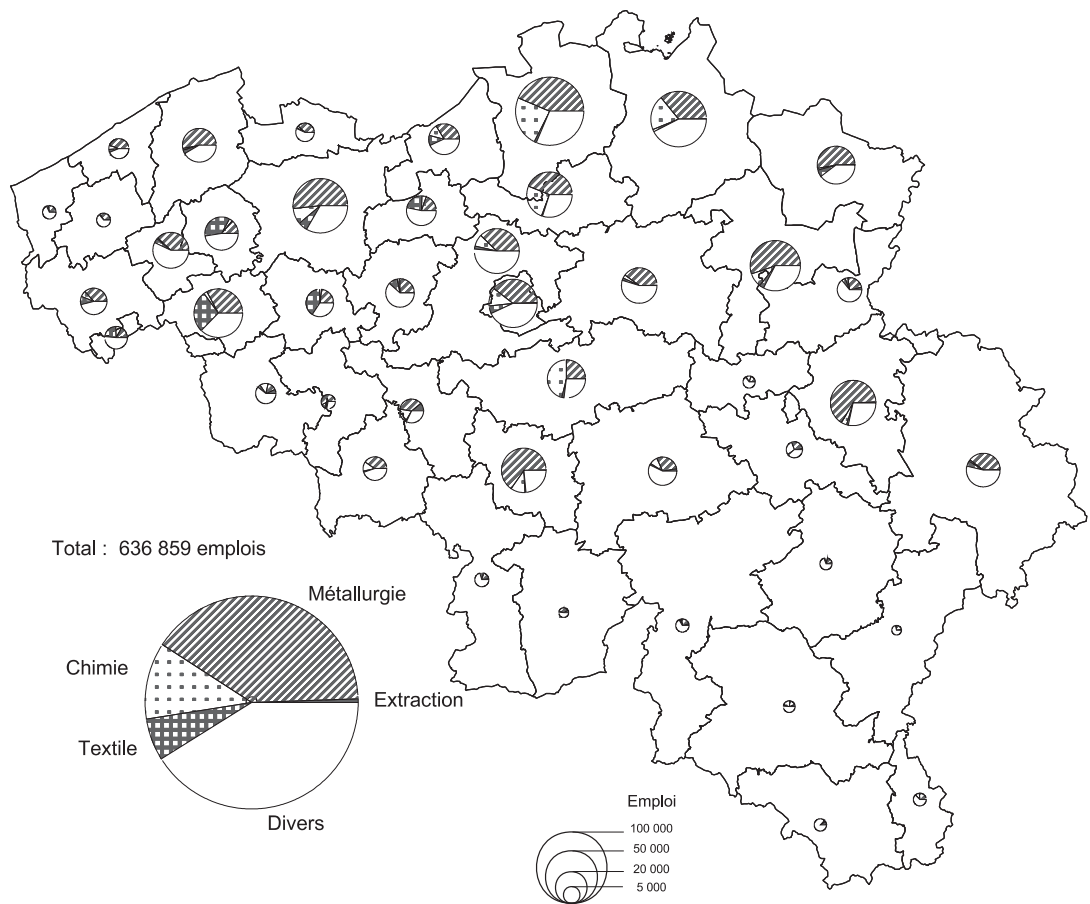 Total : 636 859 emplois
Métallurgie
Chimie
Extraction
Textile
Divers
Emploi
100 000
50 000
20 000
5 000